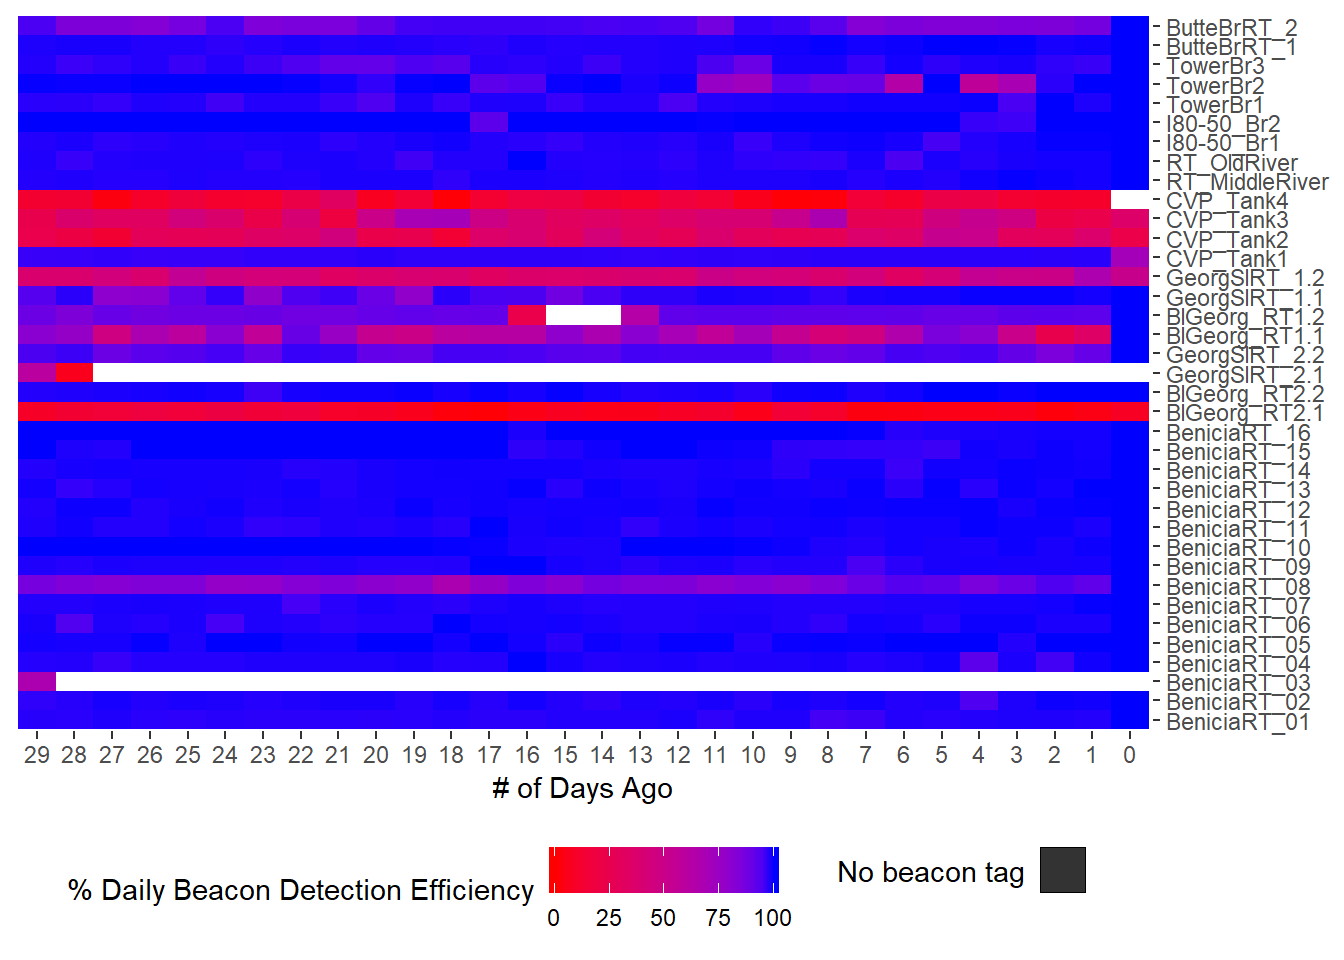 ButteBrRT_2
ButteBrRT_1
TowerBr3
TowerBr2
TowerBr1
I80-50_Br2
I80-50_Br1
RT_OldRiver
RT_MiddleRiver
CVP_Tank4
CVP_Tank3
CVP_Tank2
CVP_Tank1
GeorgSlRT_1.2
GeorgSlRT_1.1
BlGeorg_RT1.2
BlGeorg_RT1.1
GeorgSlRT_2.2
GeorgSlRT_2.1
BlGeorg_RT2.2
BlGeorg_RT2.1
BeniciaRT_16
BeniciaRT_15
BeniciaRT_14
BeniciaRT_13
BeniciaRT_12
BeniciaRT_11
BeniciaRT_10
BeniciaRT_09
BeniciaRT_08
BeniciaRT_07
BeniciaRT_06
BeniciaRT_05
BeniciaRT_04
BeniciaRT_03
BeniciaRT_02
BeniciaRT_01
29 28 27 26 25 24 23 22 21 20 19 18 17 16 15 14 13 12 11 10 9 8 7 6 5 4 3 2 1 0
# of Days Ago
% Daily Beacon Detection Efficiency
0 25 50 75 100
No beacon tag